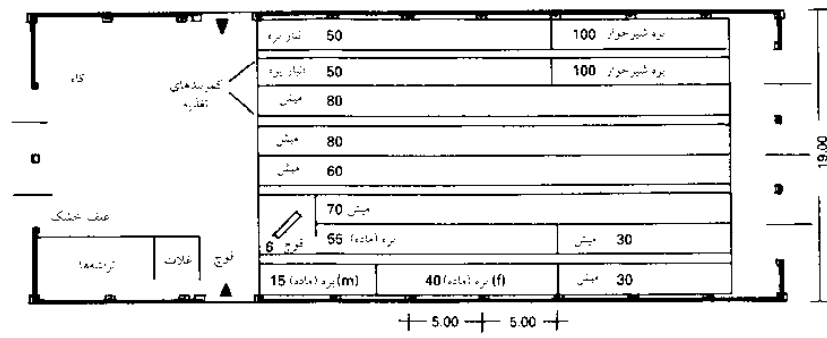 انبار بره 50 بره شیرخوار 100
انبار بره 50 بره شیرخوار 100
کاه
کمربندهای
تغذیه
میش 80
میش 80
میش 60
میش 70
علف خشک
قوچ 6
بره (ماده) 55
میش 30
تراشه‌ها
غلات
قوچ
15 بره (ماده) (m)
40 بره (ماده) (f)
میش 30
5.00 5.00
19.00